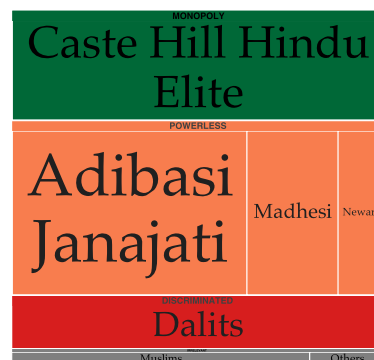 MONOPOLY
Caste Hill Hindu
Elite
POWERLESS
Adibasi
Janajati
Madhesi
Newar
DISCRIMINATED
Dalits
Muslims
Others